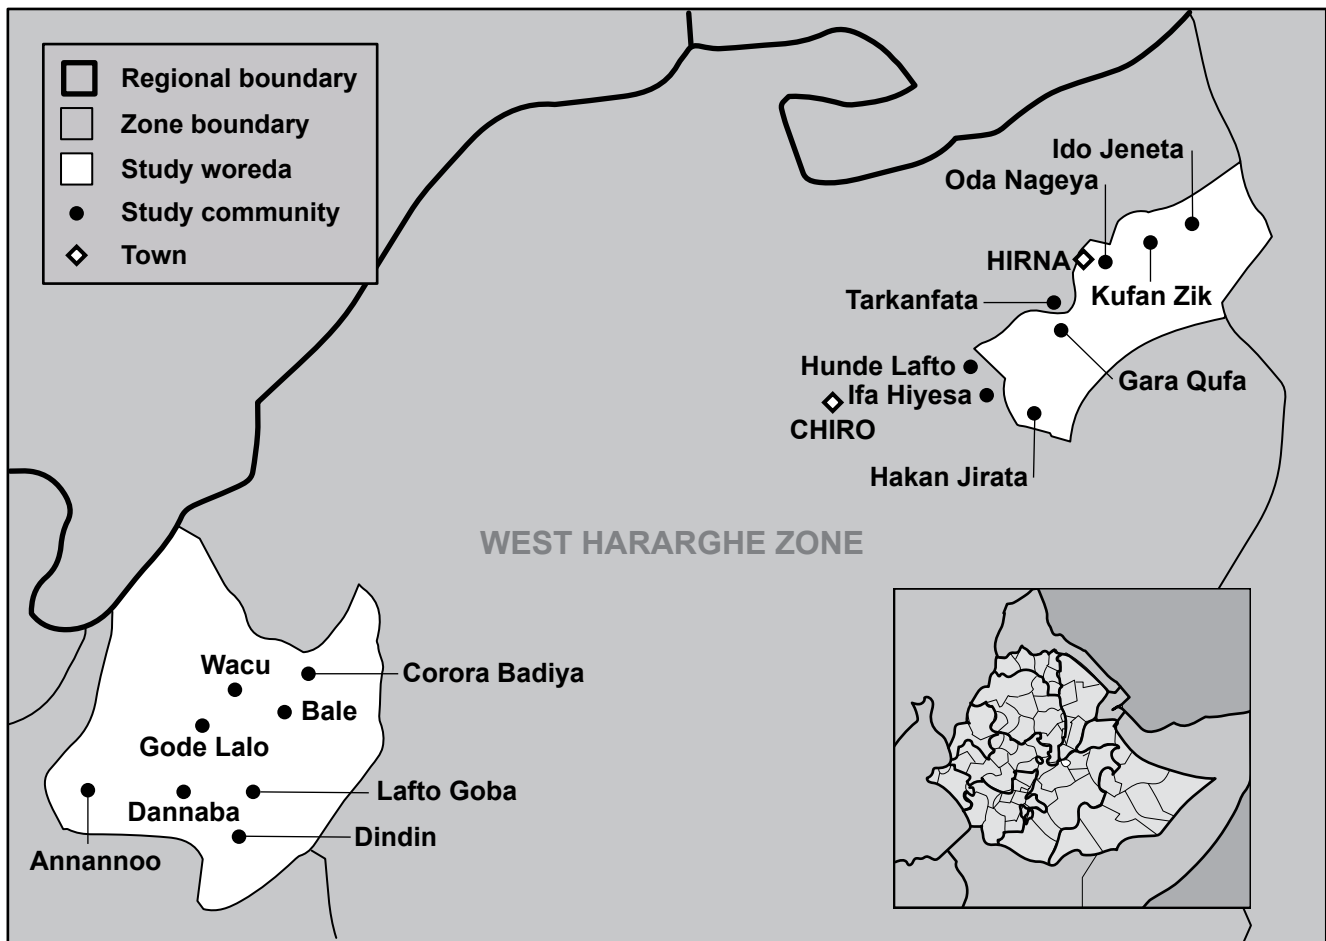 Regional boundary
Zone boundary
Study woreda
Study community
Town
Ido Jeneta
Oda Nageya
HIRNA
Kufan Zik
Tarkanfata
Hunde Lafto
Gara Qufa
Ifa Hiyesa
CHIRO
Hakan Jirata
WEST HARARGHE ZONE
Wacu
Corora Badiya
Bale
Gode Lalo
Lafto Goba
Dannaba
Dindin
Annannoo